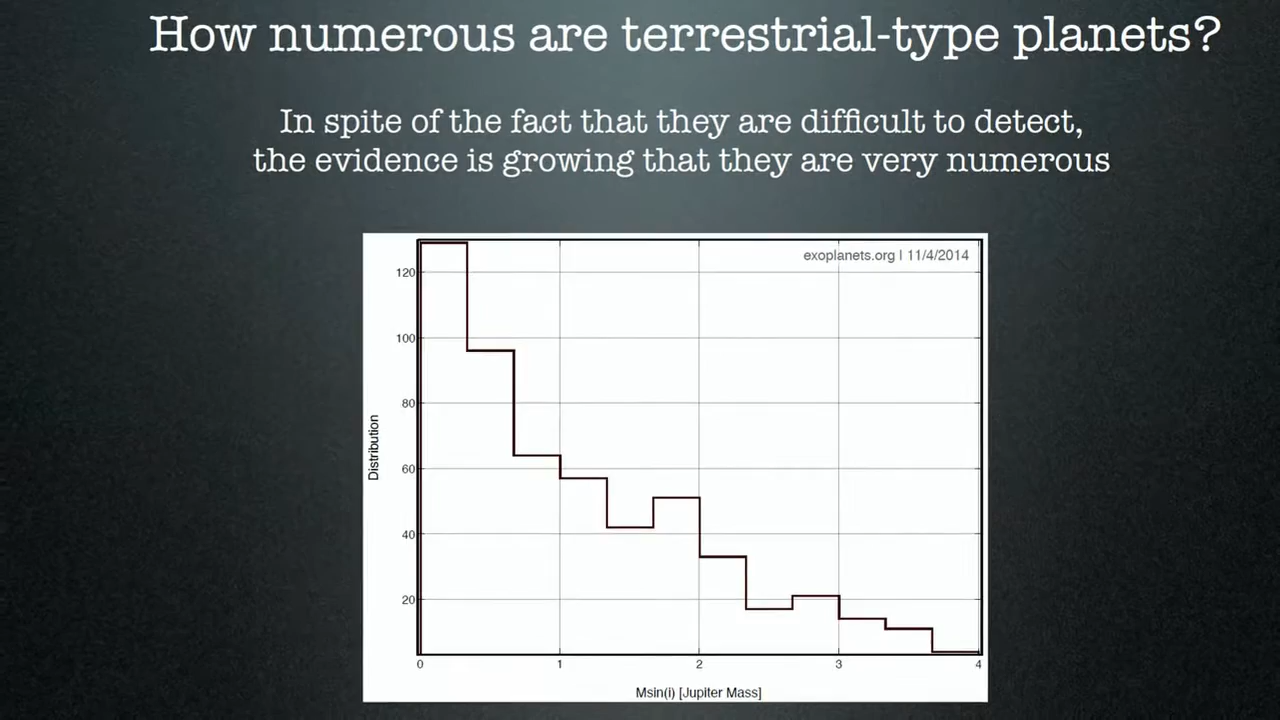 How numerous are terrestrial-type planets?
In spite of the fact that they are difficult to detect,
the evidence is growing that they are very numerous
exoplanets.org | 11/4/2014
120
100
80
60
40
20
Distribution
0 1 2 3 4
Msin(i) [Jupiter Mass]